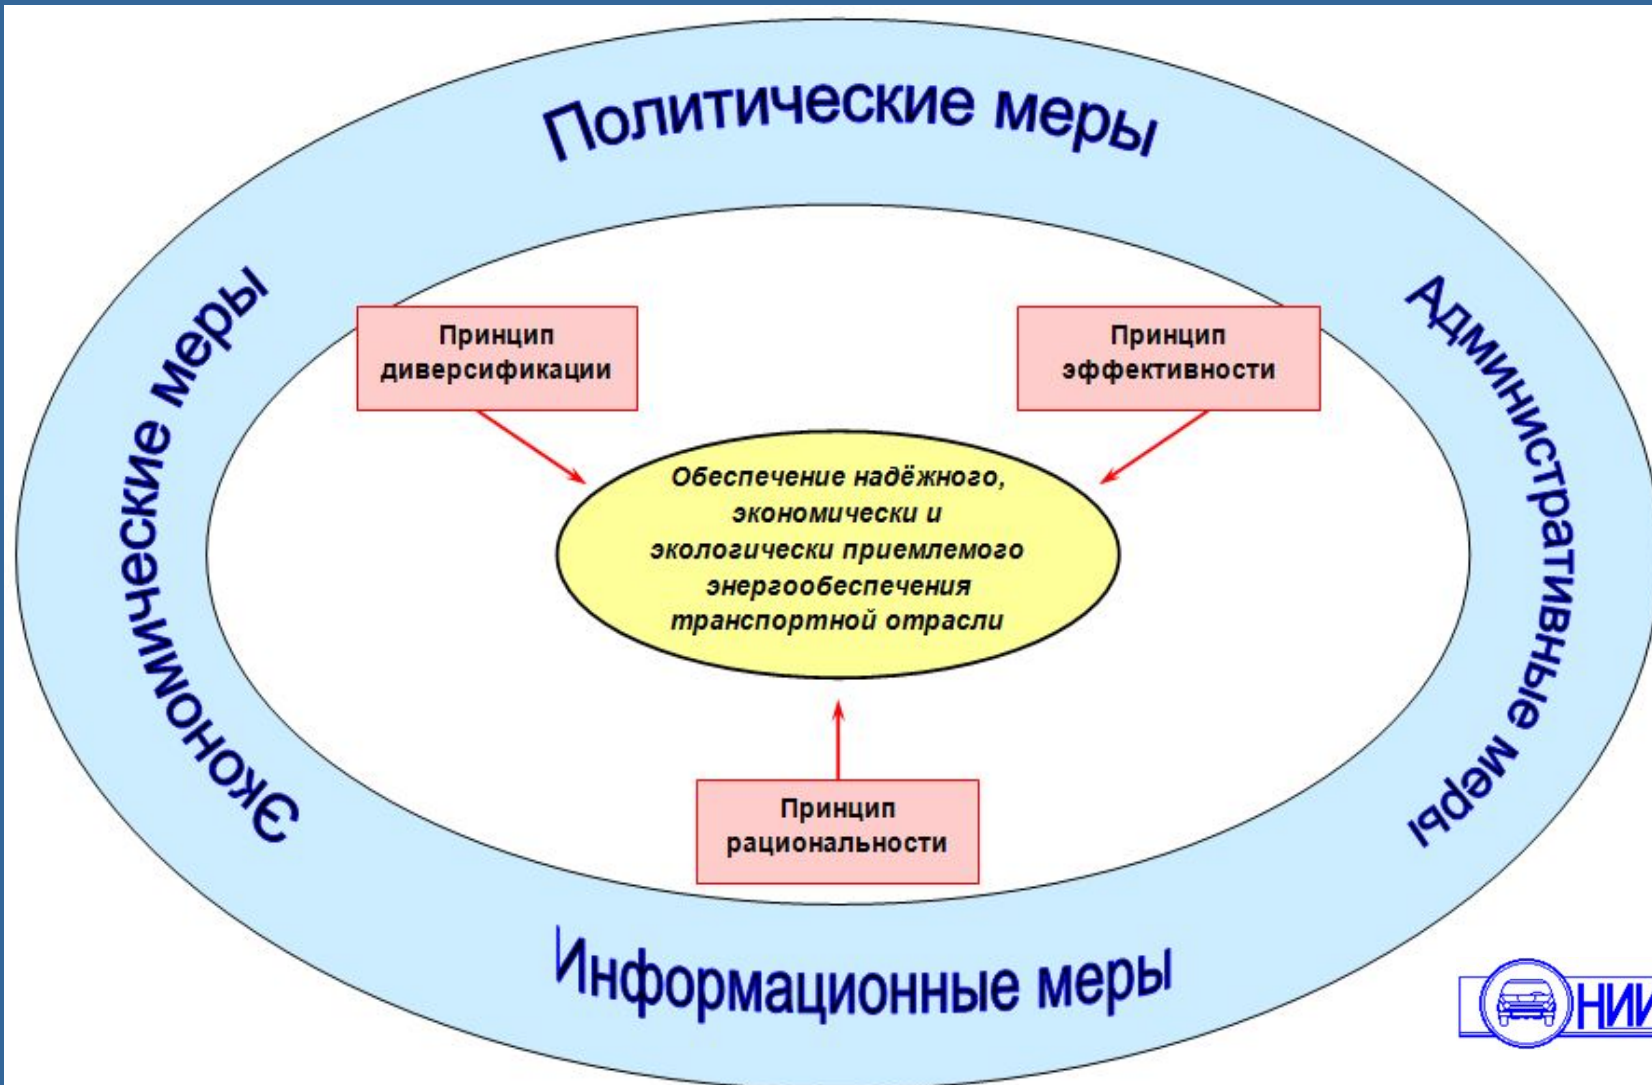 Политические меры
Экономические меры
Административные меры
Принцип
диверсификации
Принцип
эффективности
Обеспечение надёжного,
экономически и
экологически приемлемого
энергообеспечения
транспортной отрасли
Принцип
рациональности
Информационные меры